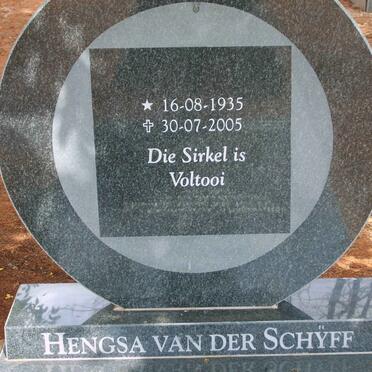 ★ 16-08-1935
✝ 30-07-2005
Die Sirkel is
Voltooi
HENGSA VAN DER SCHŸFF